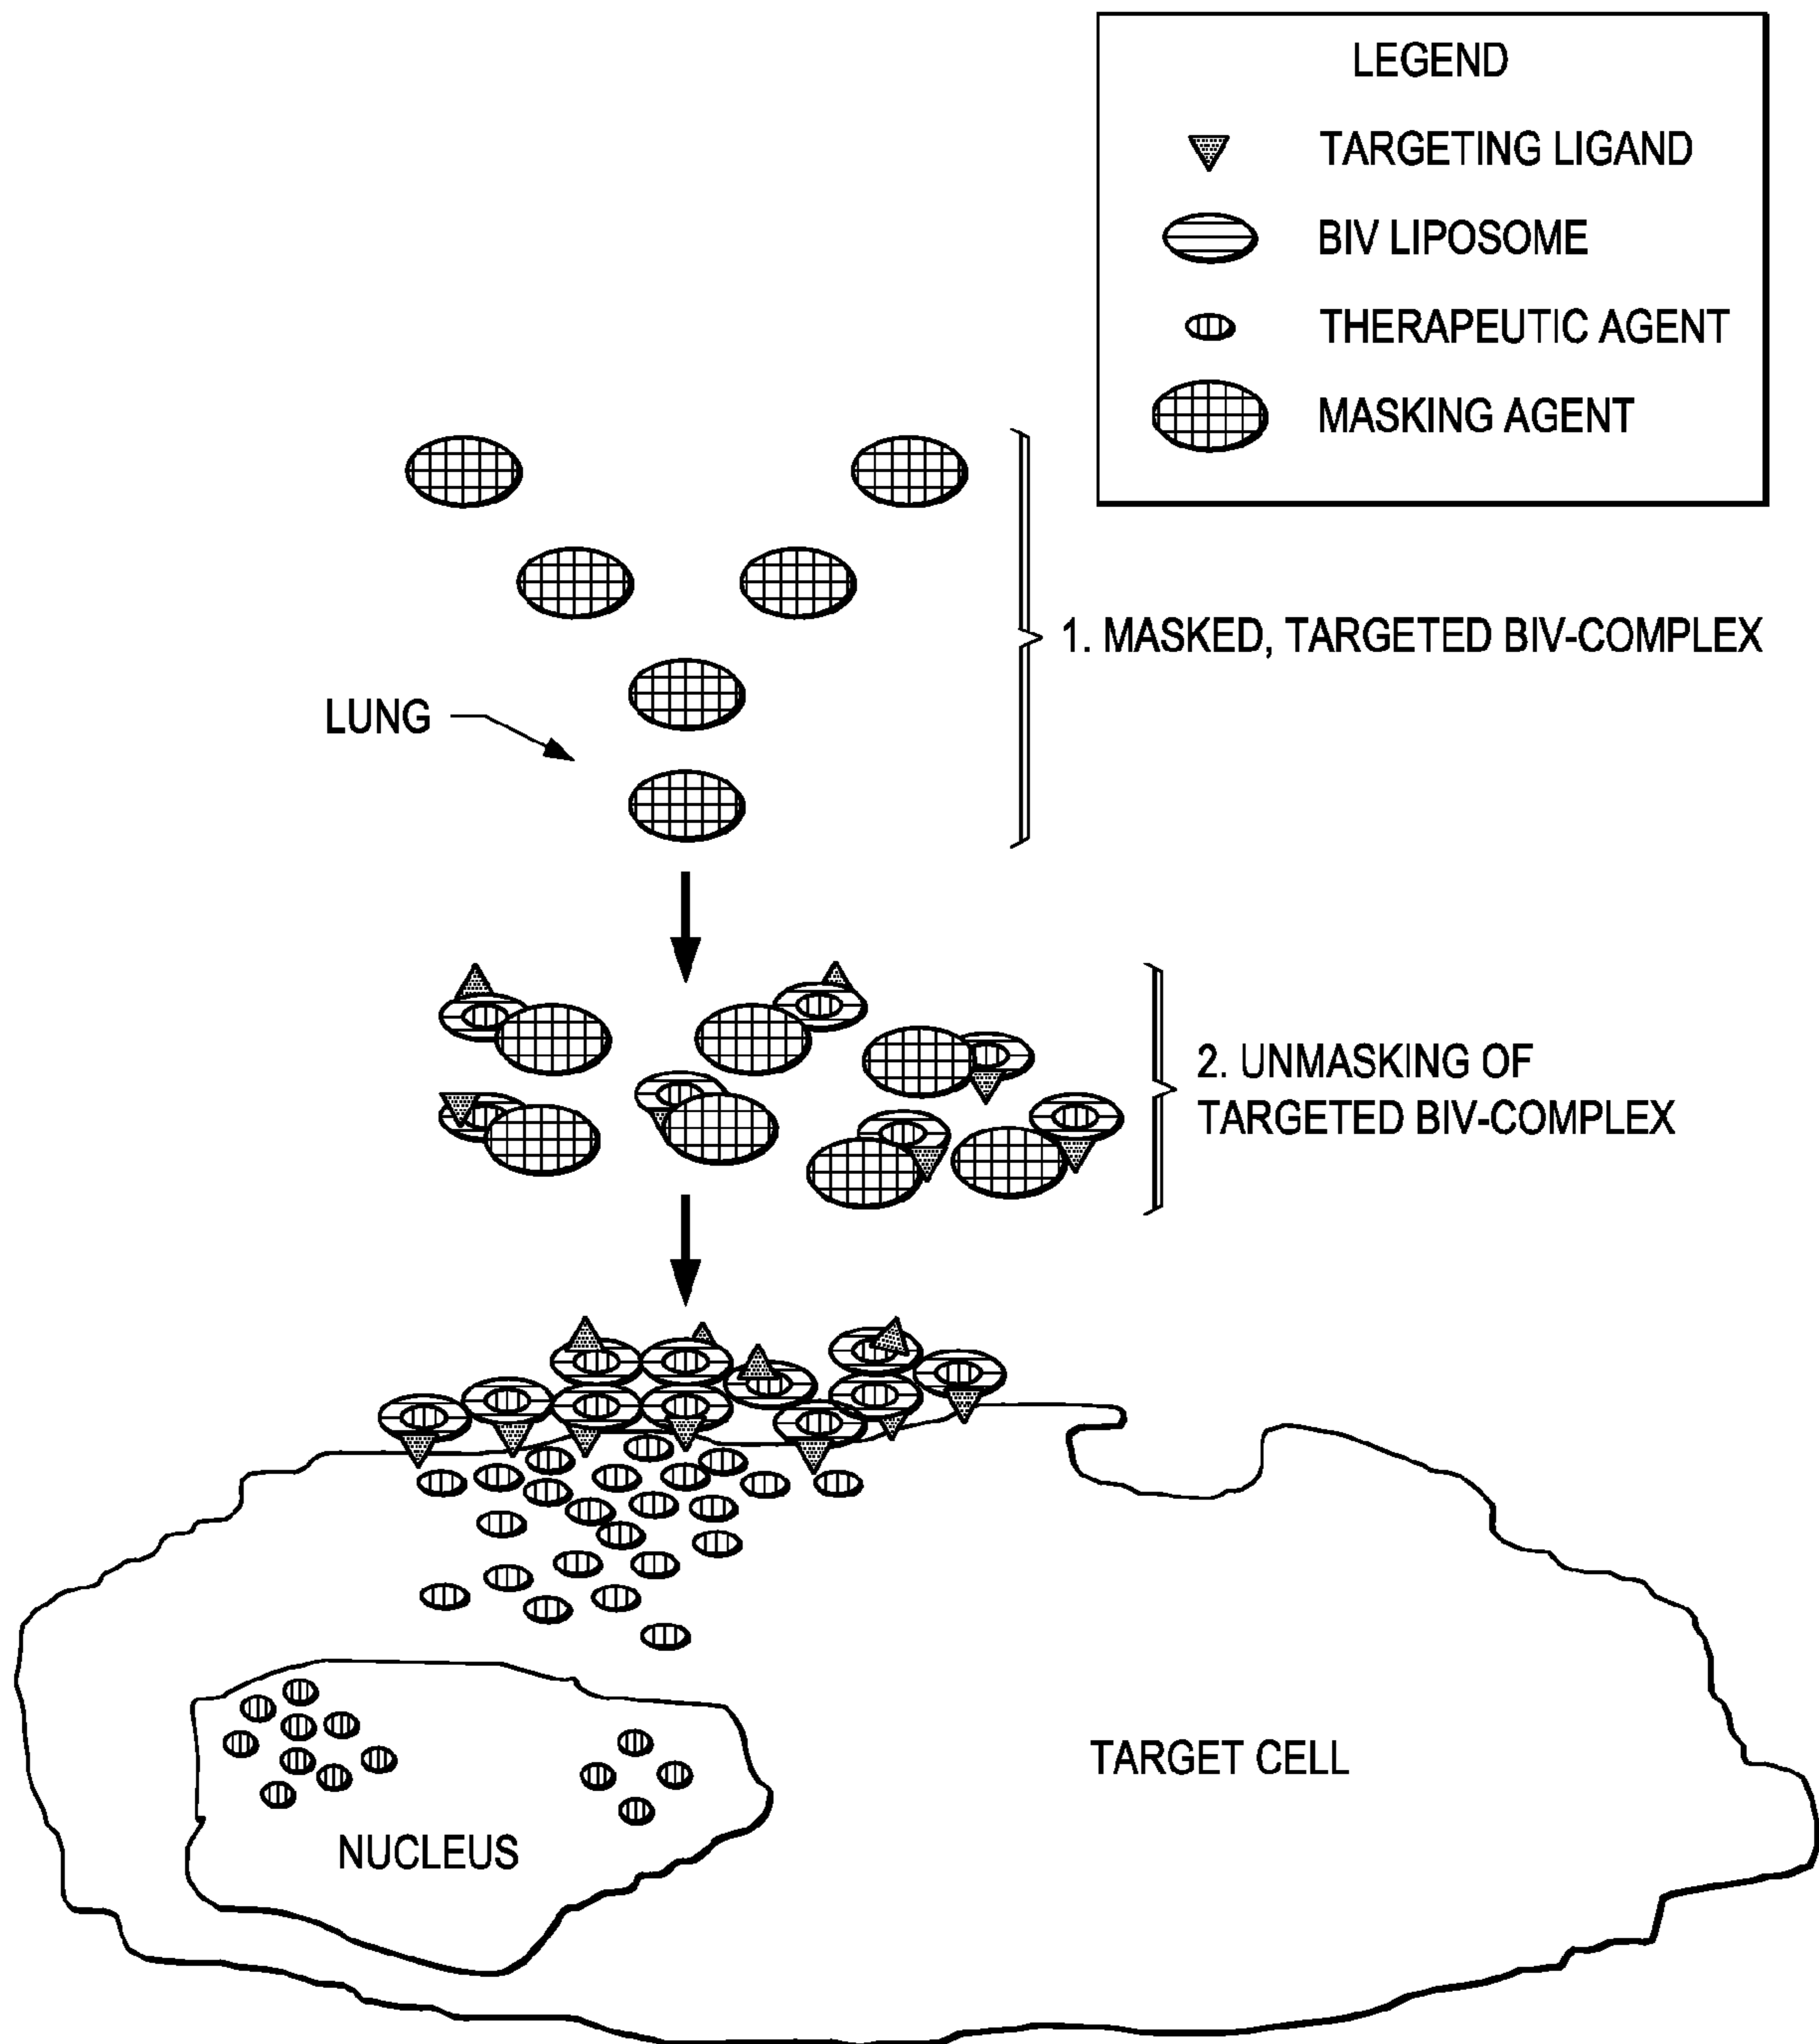 LEGEND
TARGETING LIGAND
BIV LIPOSOME
THERAPEUTIC AGENT
MASKING AGENT
1. MASKED, TARGETED BIV-COMPLEX
LUNG
2. UNMASKING OF
TARGETED BIV-COMPLEX
TARGET CELL
NUCLEUS